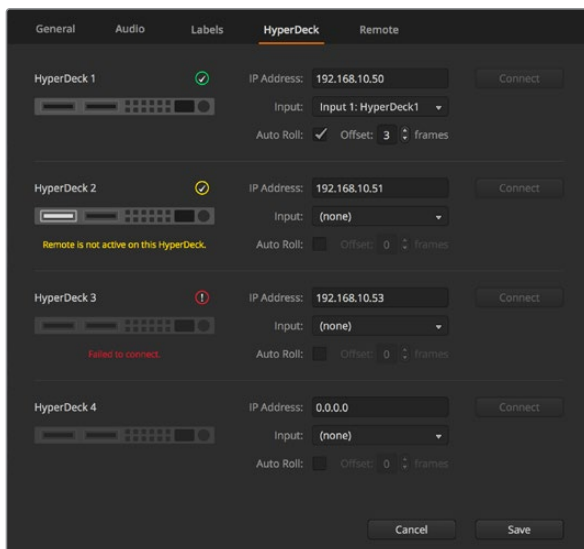 General Audio Labels HyperDeck Remote
HyperDeck 1 IP Address: 192.168.10.50 Connect
Input: Input 1: HyperDeck1
Auto Roll: Offset: 3 frames
HyperDeck 2 IP Address: 192.168.10.51 Connect
Input: (none)
Remote is not active on this HyperDeck.
Auto Roll: Offset: 0 frames
HyperDeck 3 IP Address: 192.168.10.53 Connect
Input: (none)
Failed to connect.
Auto Roll: Offset: 0 frames
HyperDeck 4 IP Address: 0.0.0.0 Connect
Input: (none)
Auto Roll: Offset: 0 frames
Cancel Save